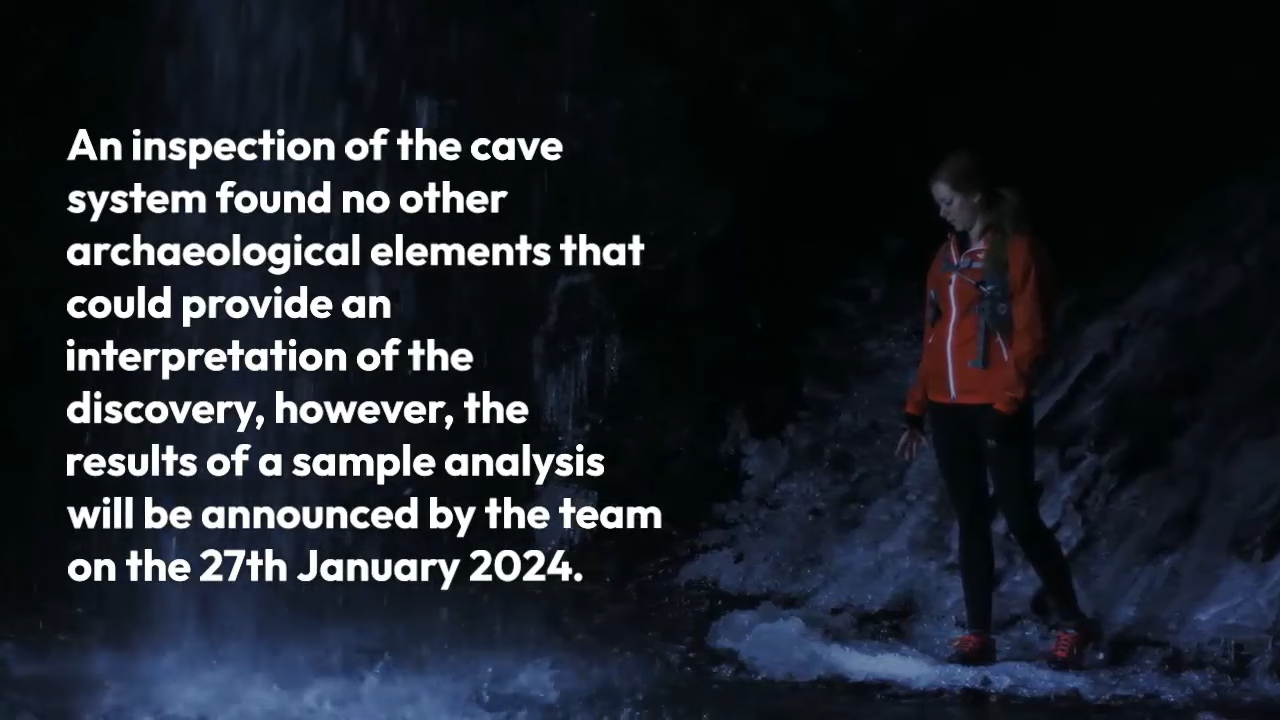 An inspection of the cave
system found no other
archaeological elements that
could provide an
interpretation of the
discovery, however, the
results of a sample analysis
will be announced by the team
on the 27th January 2024.